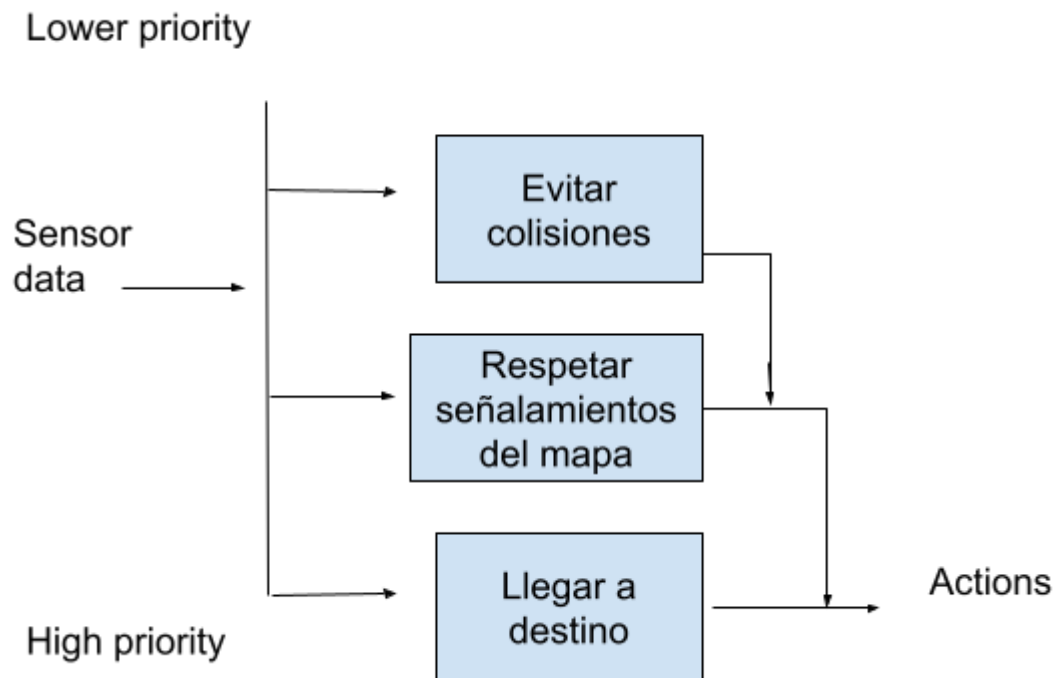 Lower priority
Evitar
colisiones
Sensor
data
Respetar
señalamientos
del mapa
Llegar a
destino
Actions
High priority